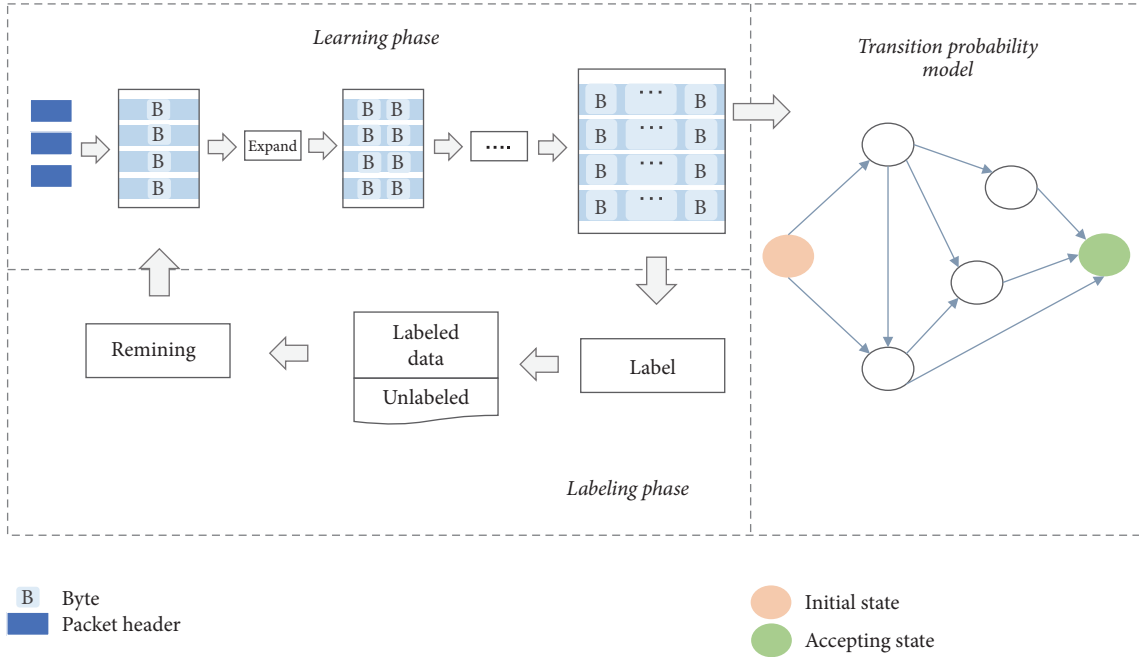 Learning phase
Transition probability
model
B
B
B
B
Expand
B B
B B
B B
B B
....
B ... B
B ... B
B ... B
B ... B
Remining
Labeled
data
Unlabeled
Label
Labeling phase
B Byte
Packet header
Initial state
Accepting state